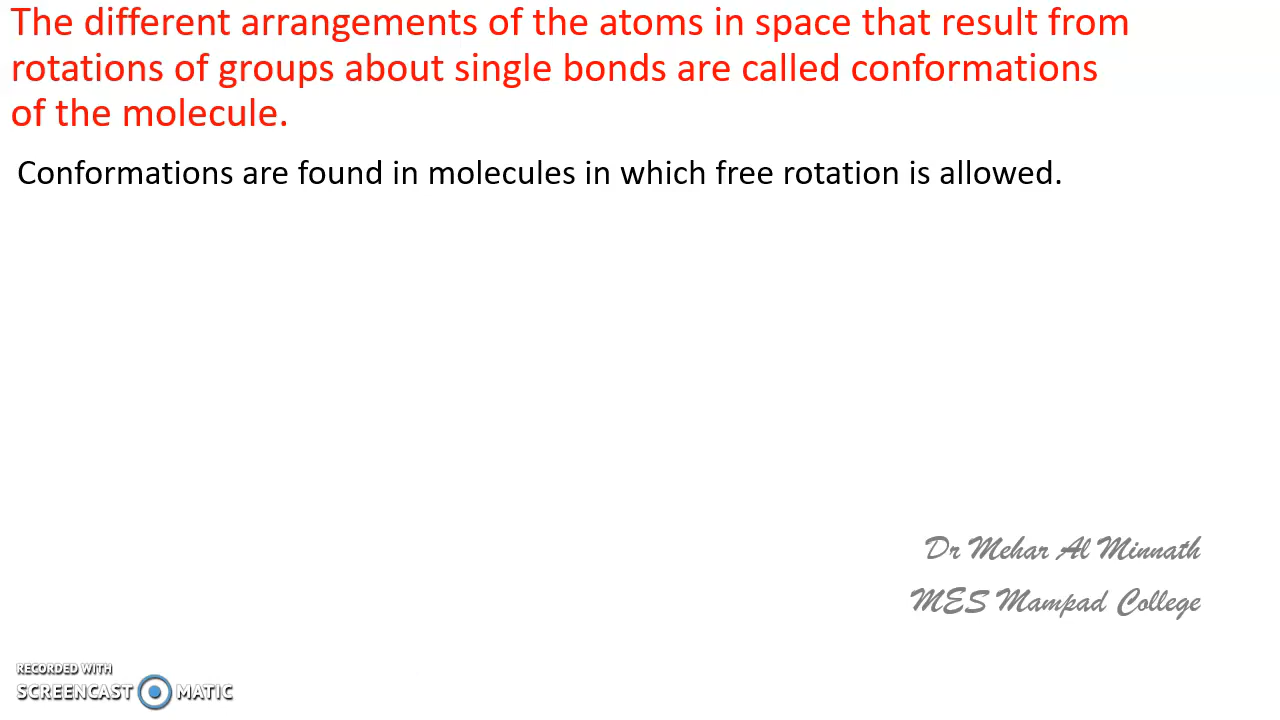 The different arrangements of the atoms in space that result from
rotations of groups about single bonds are called conformations
of the molecule.
Conformations are found in molecules in which free rotation is allowed.
Dr Mehar Al Minnath
MES Mampad College
RECORDED WITH
SCREENCAST MATIC